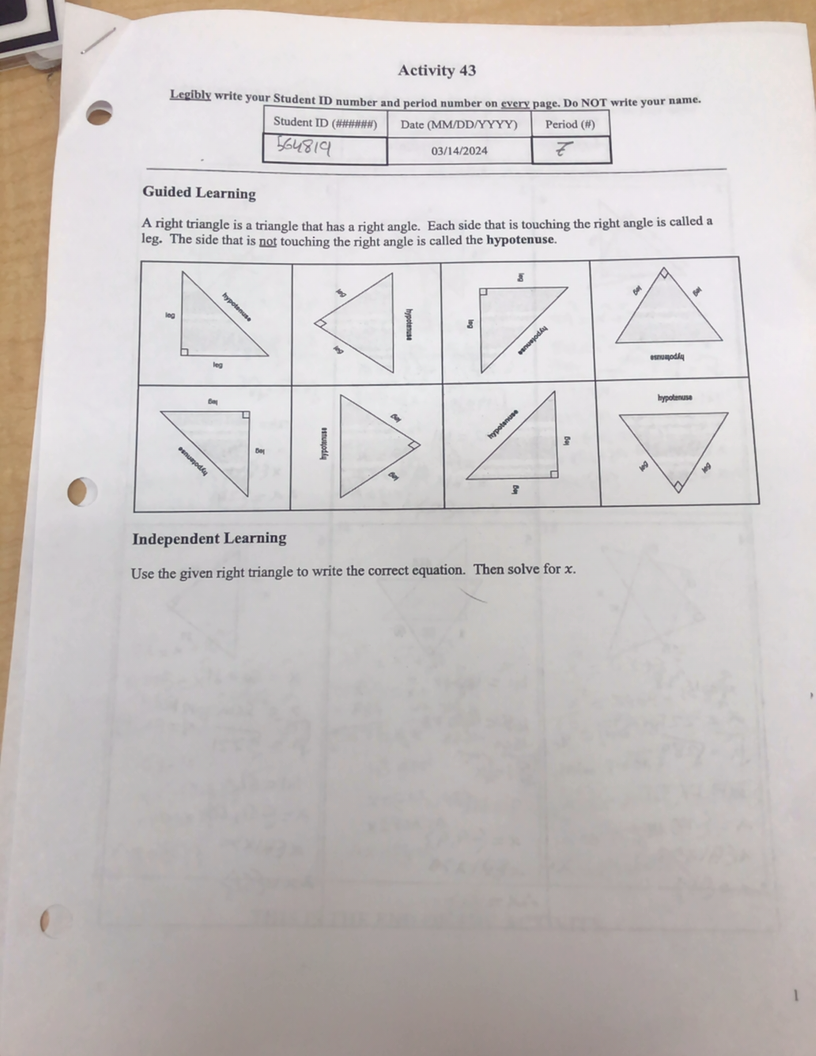 Activity 43
Legibly write your Student ID number and period number on every page. Do NOT write your name.
Student ID (######) Date (MM/DD/YYYY) Period (#)
564819 03/14/2024
Guided Learning
A right triangle is a triangle that has a right angle. Each side that is touching the right angle is called a
leg. The side that is not touching the right angle is called the hypotenuse.
leg hypotenuse leg
leg hypotenuse leg
leg leg hypotenuse
leg leg hypotenuse
leg leg hypotenuse
hypotenuse leg leg
hypotenuse leg leg
hypotenuse leg leg
Independent Learning
Use the given right triangle to write the correct equation. Then solve for x.
1